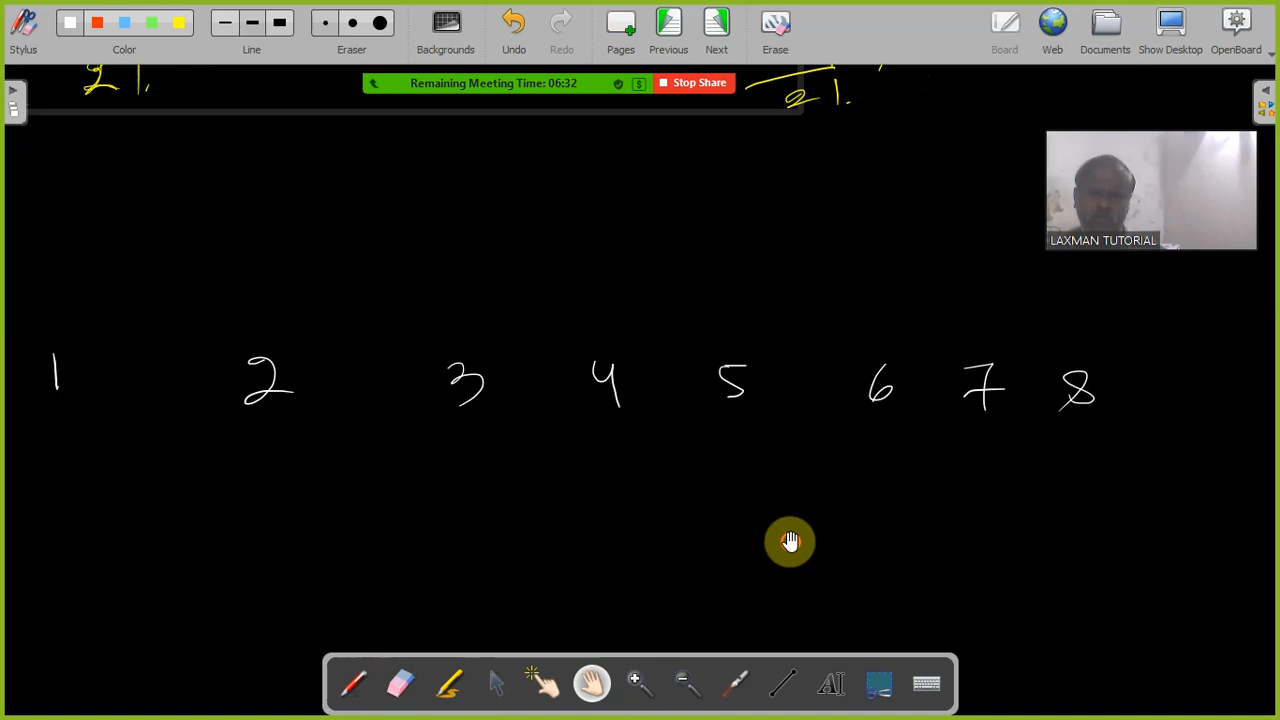 Stylus Color Line Eraser Backgrounds Undo Redo Pages Previous Next Erase Board Web Documents Show Desktop OpenBoard
21. Remaining Meeting Time: 06:32 $ Stop Share 21.
LAXMAN TUTORIAL
1 2 3 4 5 6 7 8
AI